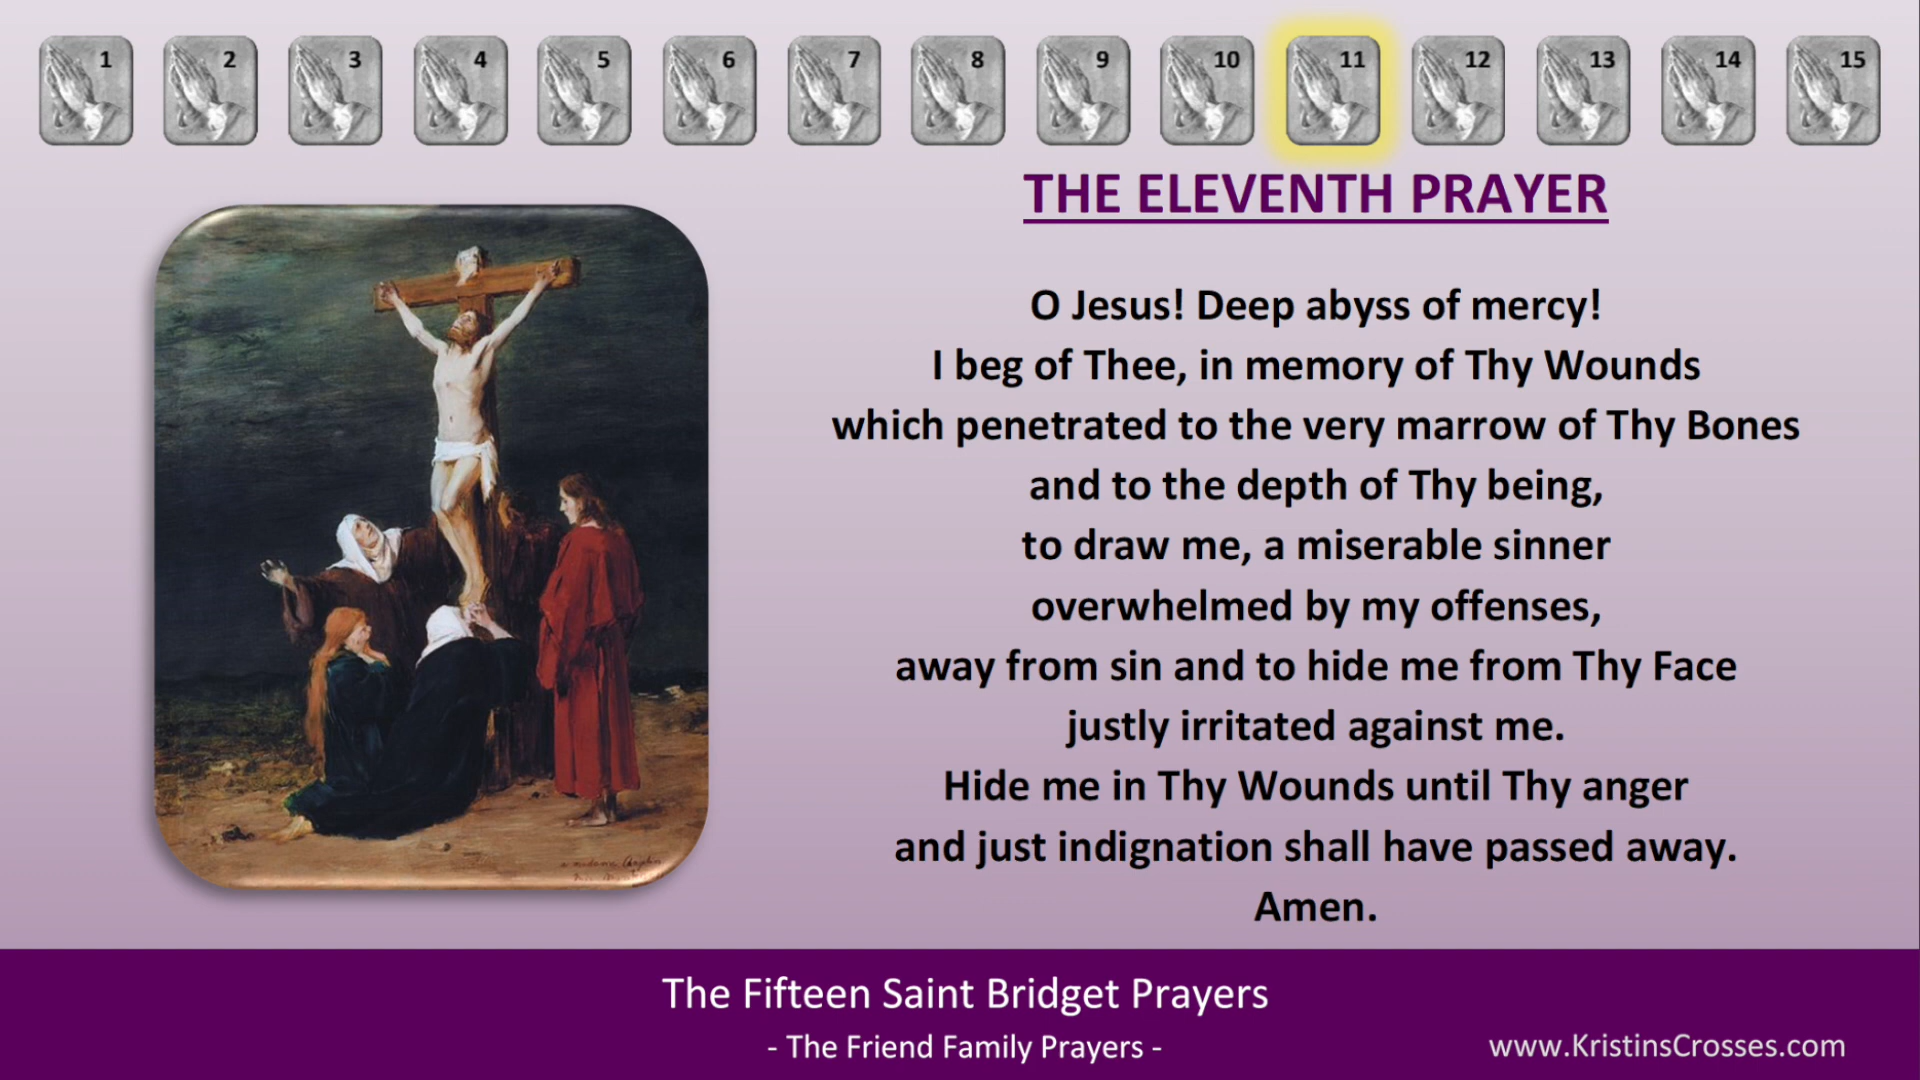 1 2 3 4 5 6 7 8 9 10 11 12 13 14 15
THE ELEVENTH PRAYER
O Jesus! Deep abyss of mercy!
I beg of Thee, in memory of Thy Wounds
which penetrated to the very marrow of Thy Bones
and to the depth of Thy being,
to draw me, a miserable sinner
overwhelmed by my offenses,
away from sin and to hide me from Thy Face
justly irritated against me.
Hide me in Thy Wounds until Thy anger
and just indignation shall have passed away.
Amen.
The Fifteen Saint Bridget Prayers
- The Friend Family Prayers -
www.KristinsCrosses.com